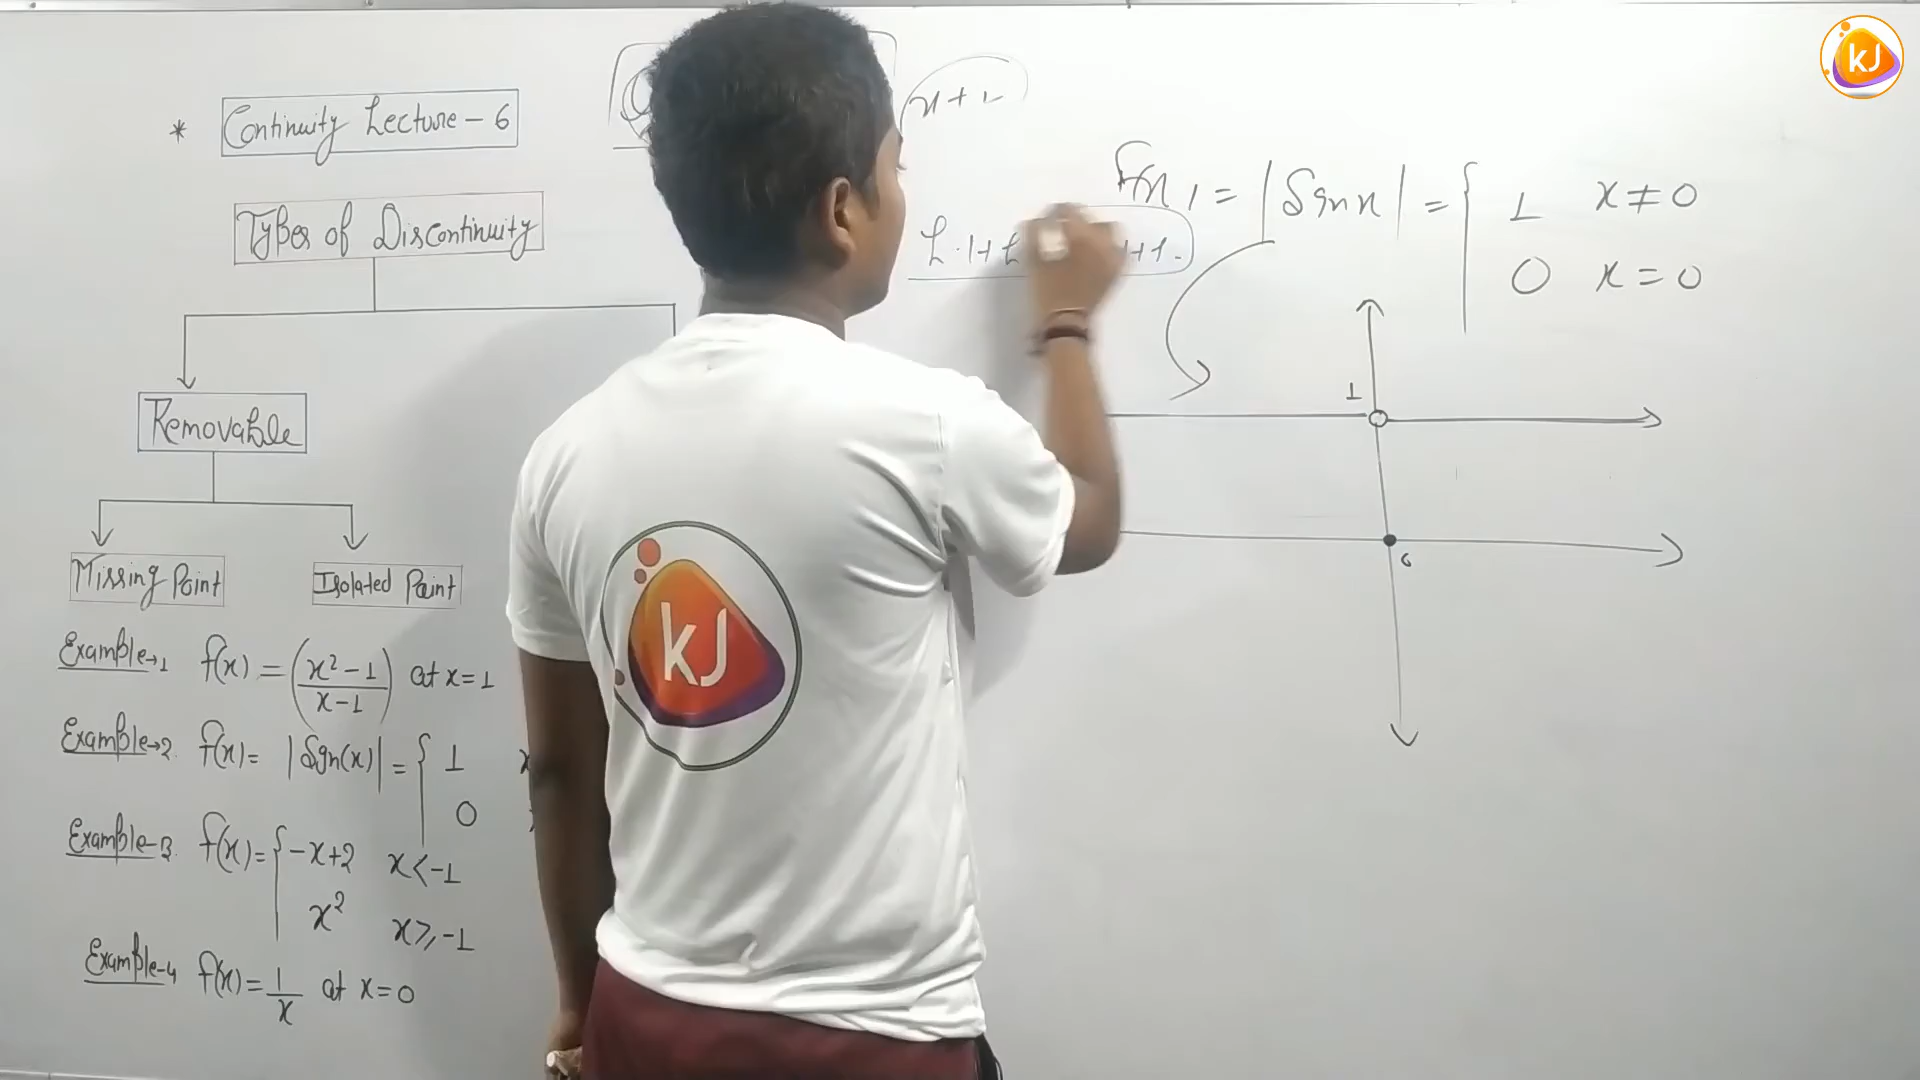 * Continuity Lecture - 6
Types of Discontinuity
Removable
Missing Point
Isolated Point
Example→1 f(x) = (x² - 1 / x - 1) at x = 1
Example→2. f(x) = |Sgn(x)| = { 1
0
Example-3. f(x) = { -x+2 x < -1
x² x ≥ -1
Example-4 f(x) = 1/x at x = 0
x + 1
f(x) = |Sgn x| = { 1 x ≠ 0
0 x = 0
1
kJ
kJ